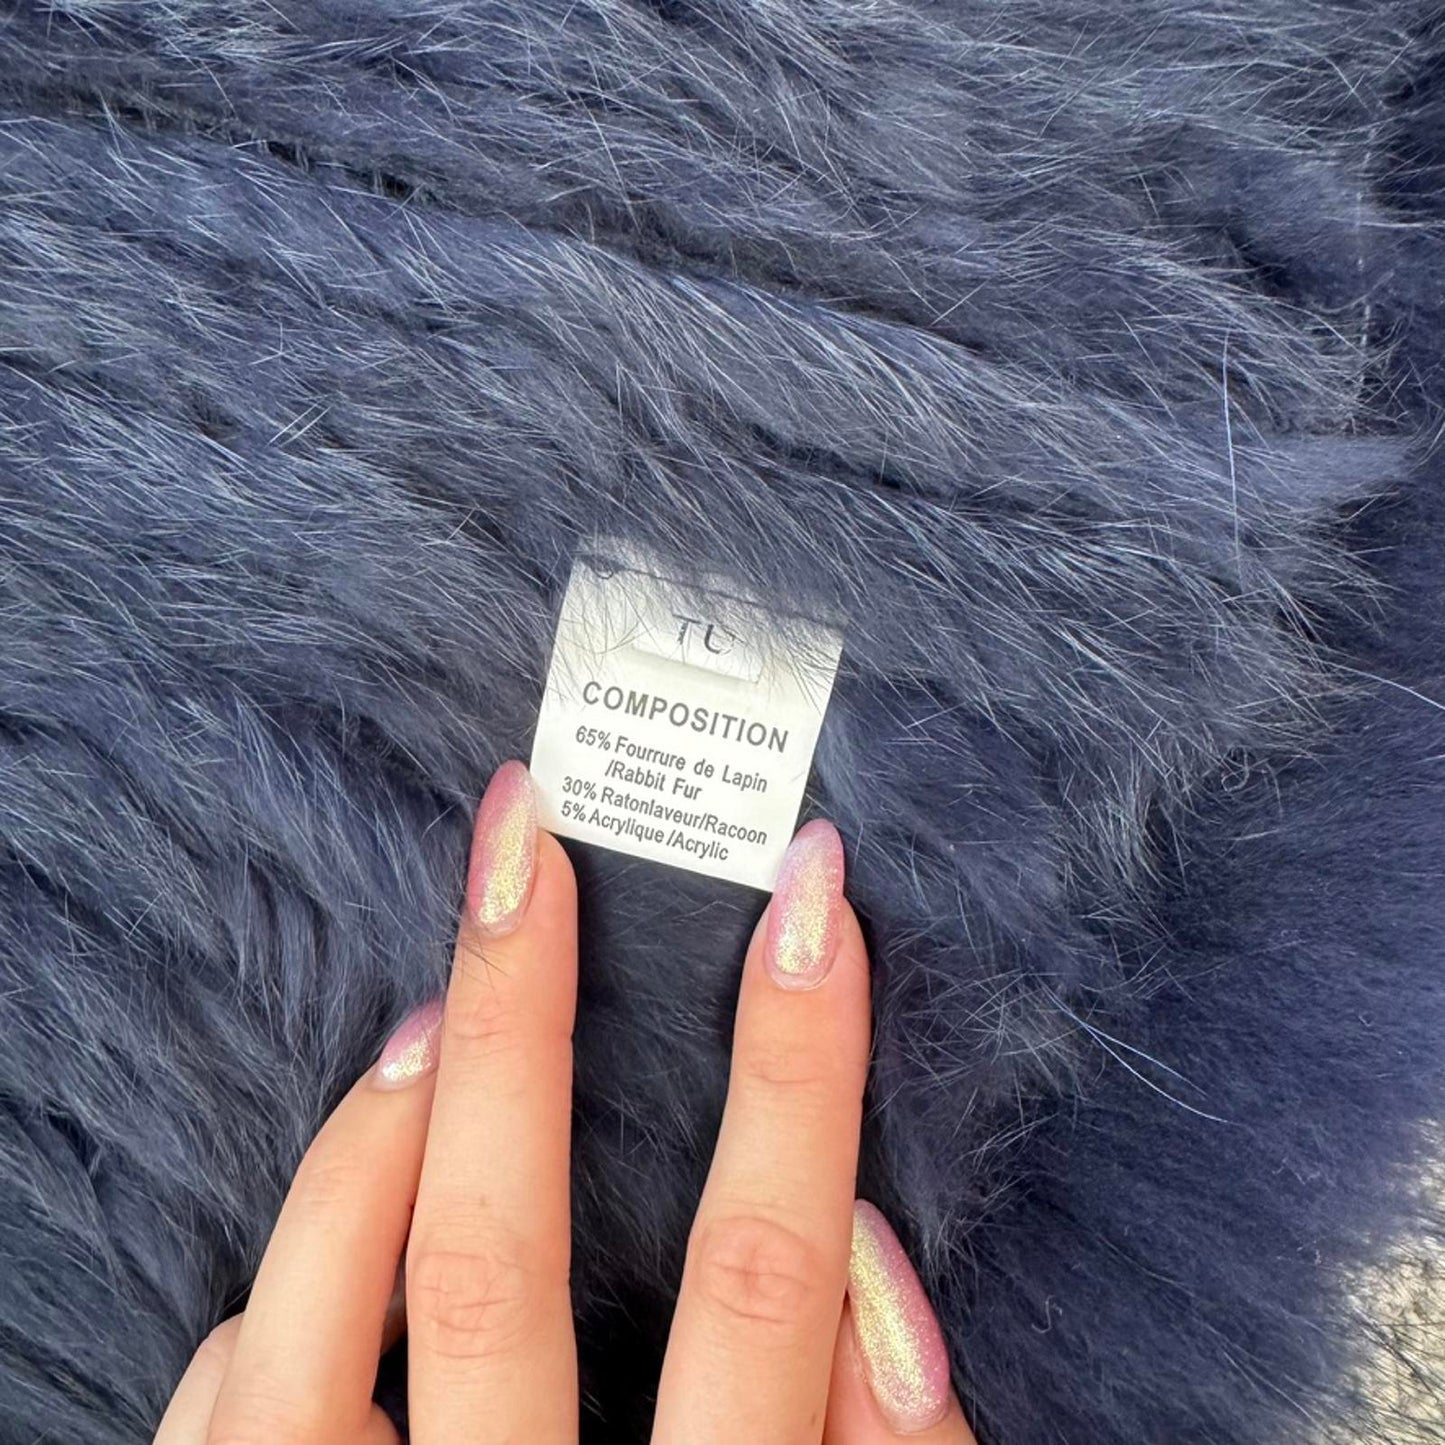 TU
COMPOSITION
65% Fourrure de Lapin
/Rabbit Fur
30% Ratonlaveur/Racoon
5% Acrylique /Acrylic